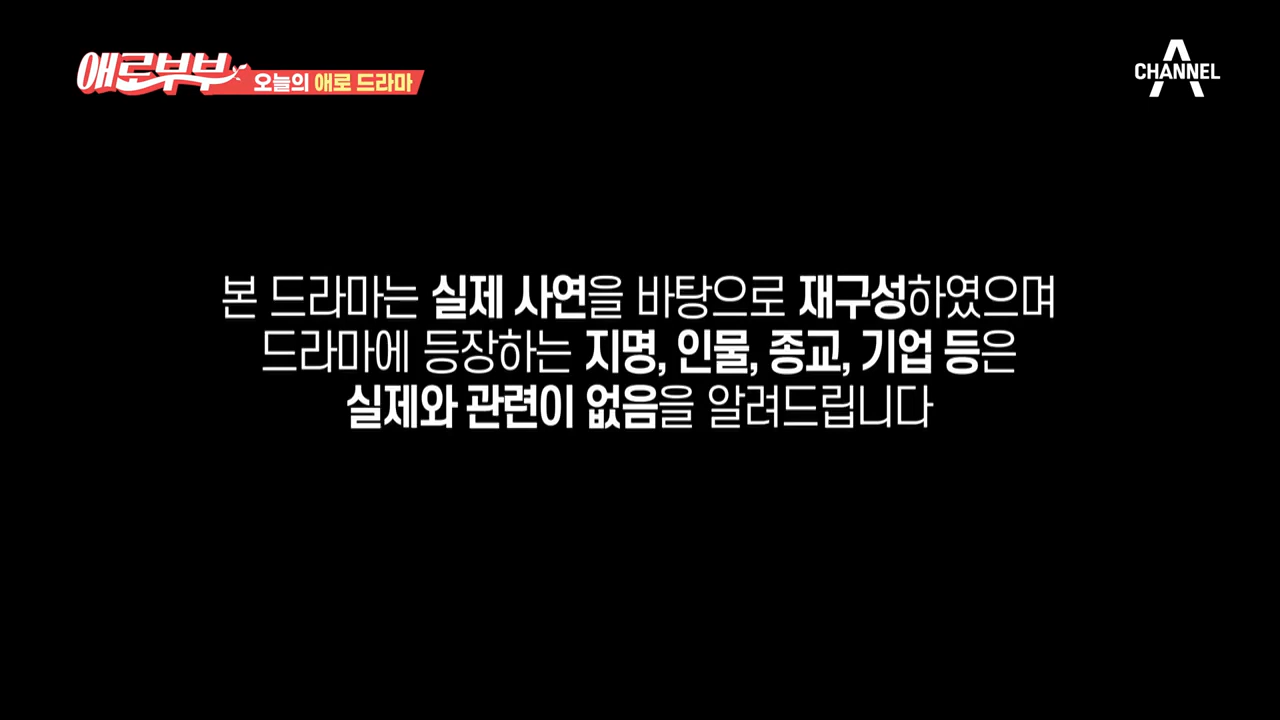 애로부부 오늘의 애로 드라마
CHANNEL A
본 드라마는 실제 사연을 바탕으로 재구성하였으며
드라마에 등장하는 지명, 인물, 종교, 기업 등은
실제와 관련이 없음을 알려드립니다